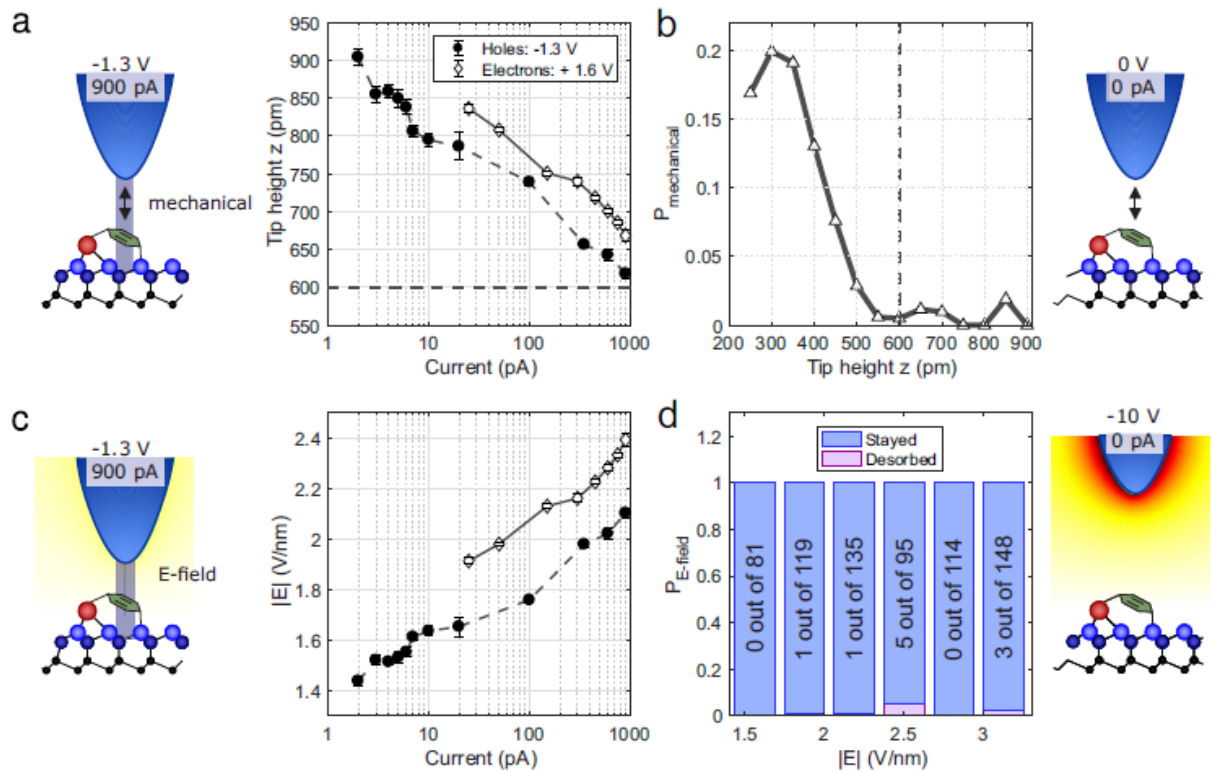 a
-1.3 V
900 pA
mechanical
Tip height z (pm)
950
900
850
800
750
700
650
600
550
Holes: -1.3 V
Electrons: + 1.6 V
1
10
100
1000
Current (pA)
b
P mechanical
0.2
0.15
0.1
0.05
0
200
300
400
500
600
700
800
900
Tip height z (pm)
0 V
0 pA
c
-1.3 V
900 pA
E-field
|E| (V/nm)
2.4
2.2
2
1.8
1.6
1.4
1
10
100
1000
Current (pA)
d
P E-field
1.2
1
0.8
0.6
0.4
0.2
0
Stayed
Desorbed
0 out of 81
1 out of 119
1 out of 135
5 out of 95
0 out of 114
3 out of 148
1.5
2
2.5
3
|E| (V/nm)
-10 V
0 pA